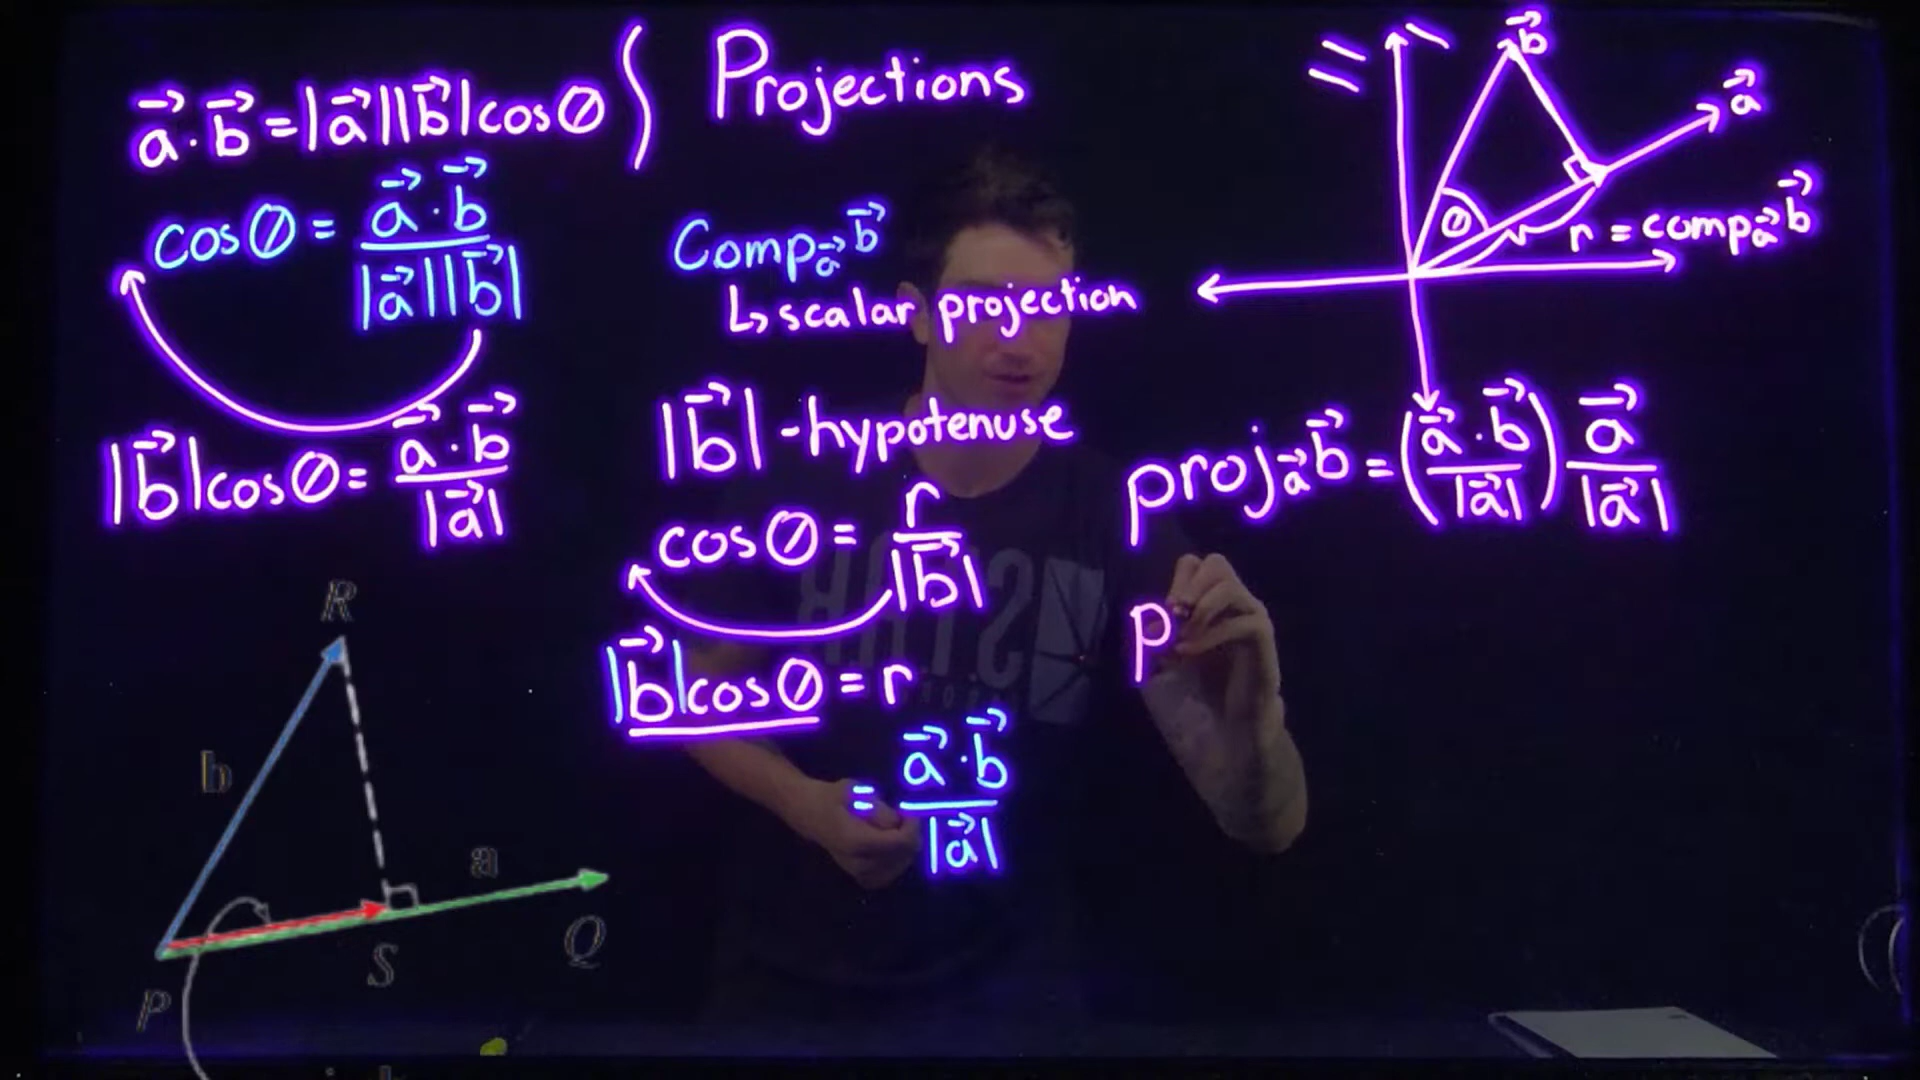 a⃗·b⃗=|a⃗||b⃗|cosθ
cosθ = a⃗·b⃗ / |a⃗||b⃗|
|b⃗|cosθ = a⃗·b⃗ / |a⃗|
R
b
a
P
S
Q
Projections
Comp_a⃗ b⃗
↳ scalar projection
|b⃗| - hypotenuse
cosθ = r / |b⃗|
|b⃗|cosθ = r
= a⃗·b⃗ / |a⃗|
b⃗
a⃗
θ
r = comp_a⃗ b⃗
proj_a⃗ b⃗ = (a⃗·b⃗ / |a⃗|) a⃗ / |a⃗|
p